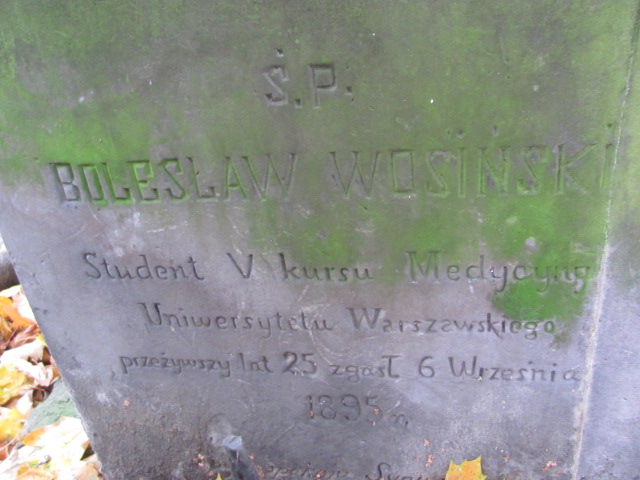 Ś.P.
BOLESŁAW WOSIŃSKI
Student V kursu Medycyny
Uniwersytetu Warszawskiego
przeżywszy lat 25 zgasł 6 Września
1895 r.